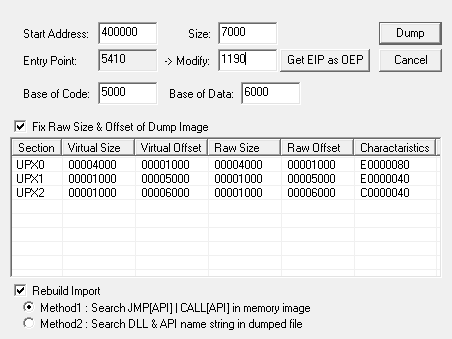 Start Address: 400000 Size: 7000 Dump
Entry Point: 5410 -> Modify: 1190 Get EIP as OEP Cancel
Base of Code: 5000 Base of Data: 6000
Fix Raw Size & Offset of Dump Image
Section Virtual Size Virtual Offset Raw Size Raw Offset Charactaristics
UPX0 00004000 00001000 00004000 00001000 E0000080
UPX1 00001000 00005000 00001000 00005000 E0000040
UPX2 00001000 00006000 00001000 00006000 C0000040
Rebuild Import
Method1 : Search JMP[API] | CALL[API] in memory image
Method2 : Search DLL & API name string in dumped file